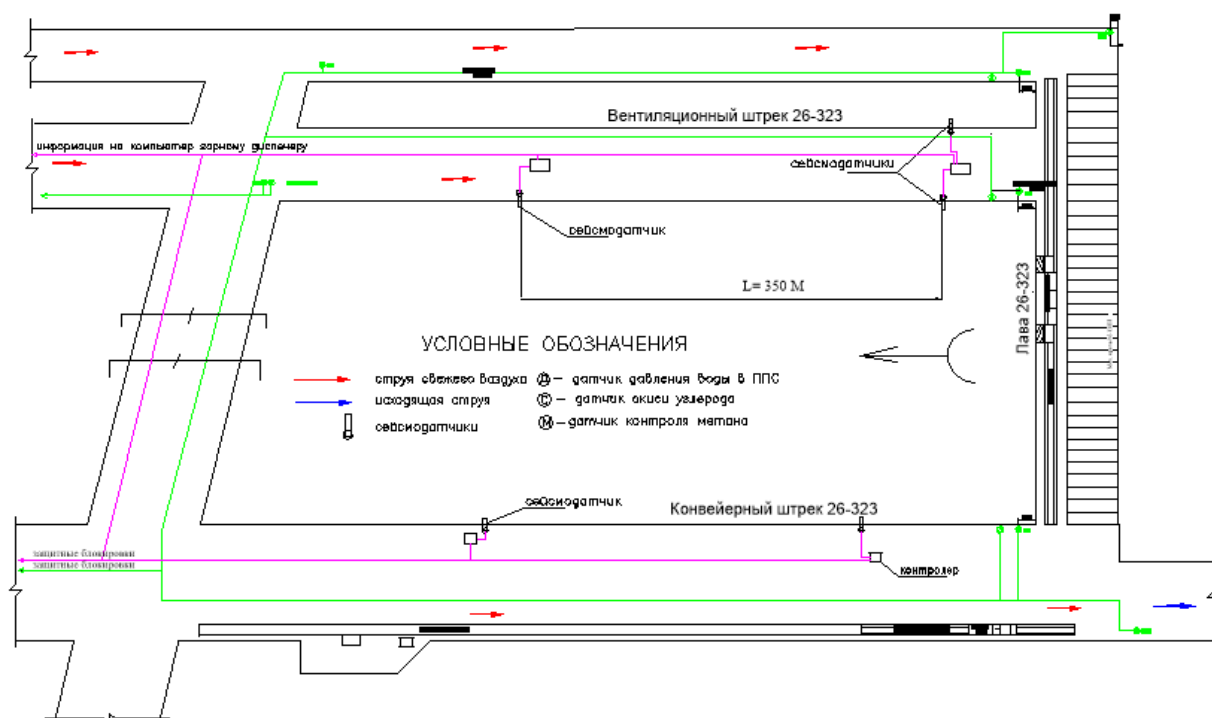 Вентиляционный штрек 26-323
информация на компьютер горному диспечеру
сейсмодатчики
сейсмодатчик
L= 350 М
Лава 26-323
УСЛОВНЫЕ ОБОЗНАЧЕНИЯ
струя свежего воздуха
Д – датчик давления воды в ППС
исходящая струя
С – датчик окиси углерода
сейсмодатчики
М – датчик контроля метана
сейсмодатчик
Конвейерный штрек 26-323
защитные блокировки
защитные блокировки
контролер